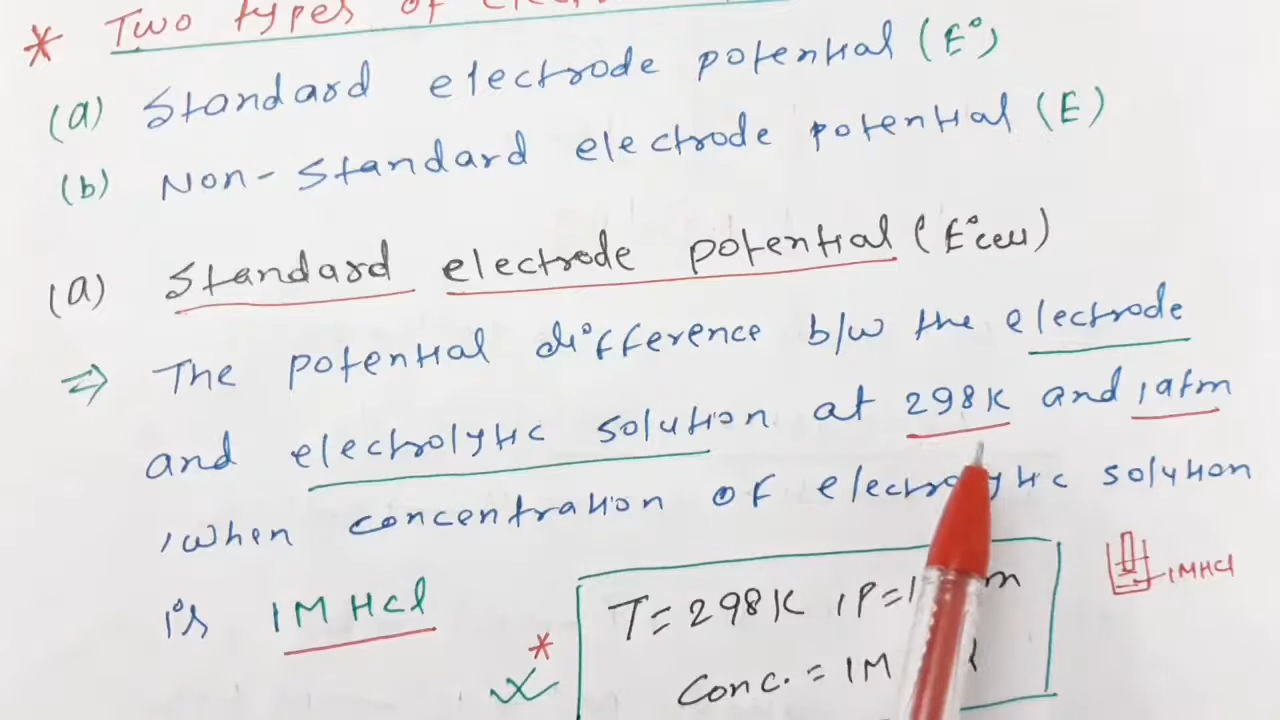 * Two types of
(a) Standard electrode potential (E°)
(b) Non-Standard electrode potential (E)
(a) Standard electrode potential (E°cell)
⇒ The potential difference b/w the electrode
and electrolytic solution at 298K and 1atm
, when concentration of electrolytic solution
is 1M HCl
1MHCl
T=298K , P=1
Conc. = 1M